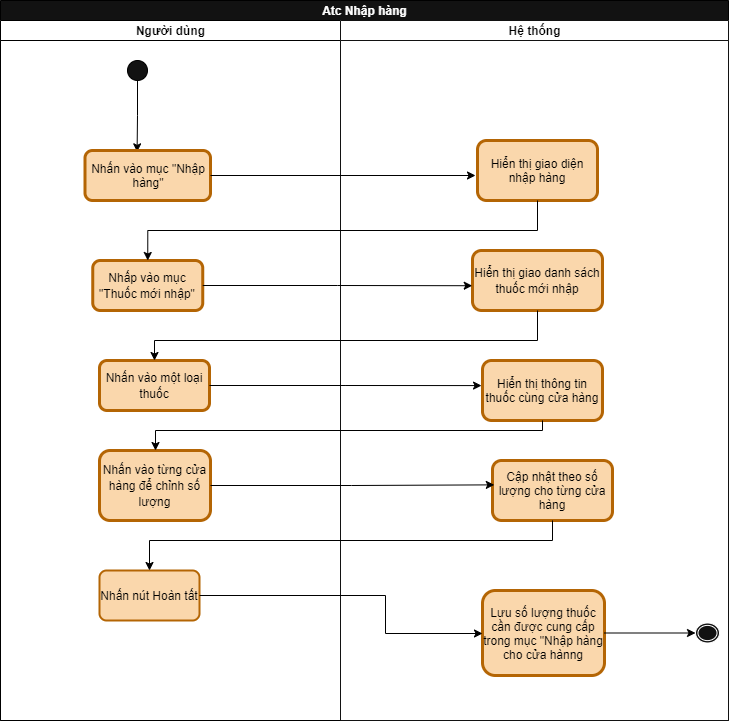 Atc Nhập hàng
Người dùng
Hệ thống
Nhấn vào mục "Nhập
hàng"
Hiển thị giao diện
nhập hàng
Nhấp vào mục
"Thuốc mới nhập"
Hiển thị giao danh sách
thuốc mới nhập
Nhấn vào một loại
thuốc
Hiển thị thông tin
thuốc cùng cửa hàng
Nhấn vào từng cửa
hàng để chỉnh số
lượng
Cập nhật theo số
lượng cho từng cửa
hàng
Nhấn nút Hoàn tất
Lưu số lượng thuốc
cần được cung cấp
trong mục "Nhập hàng
cho cửa hànng